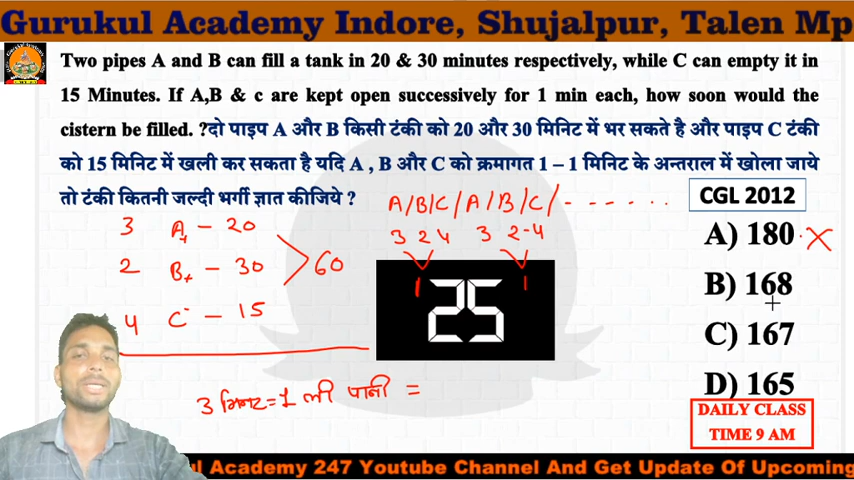 Gurukul Academy Indore, Shujalpur, Talen Mp
Two pipes A and B can fill a tank in 20 & 30 minutes respectively, while C can empty it in
15 Minutes. If A,B & c are kept open successively for 1 min each, how soon would the
cistern be filled. ?दो पाइप A और B किसी टंकी को 20 और 30 मिनिट में भर सकते है और पाइप C टंकी
को 15 मिनिट में खली कर सकता है यदि A , B और C को क्रमागत 1 – 1 मिनिट के अन्तराल में खोला जाये
तो टंकी कितनी जल्दी भर्गी ज्ञात कीजिये ?
CGL 2012
A/B/C/A/B/C/- - - - - - . .
3 2 4 3 2-4
1 1
3 A+ – 20
2 B+ – 30
4 C- – 15
60
25
A) 180
B) 168
C) 167
D) 165
3 मिनट = 1 ली पानी =
DAILY CLASS
TIME 9 AM
ul Academy 247 Youtube Channel And Get Update Of Upcoming